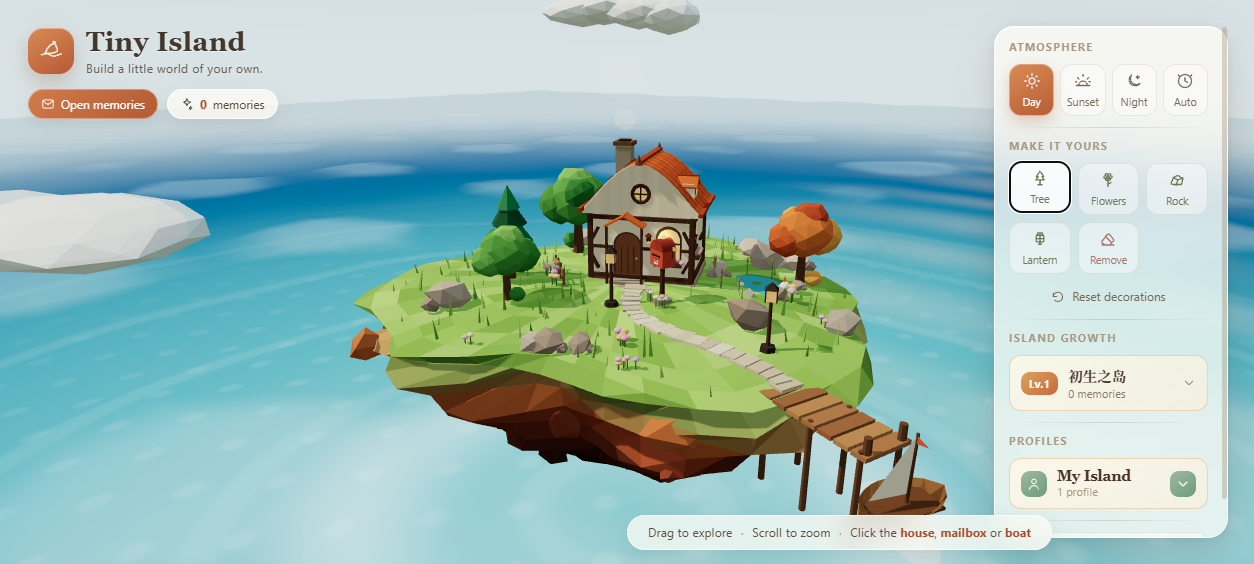 Tiny Island
Build a little world of your own.
Open memories
0 memories
ATMOSPHERE
Day
Sunset
Night
Auto
MAKE IT YOURS
Tree
Flowers
Rock
Lantern
Remove
Reset decorations
ISLAND GROWTH
Lv.1
初生之岛
0 memories
PROFILES
My Island
1 profile
Drag to explore · Scroll to zoom · Click the house, mailbox or boat